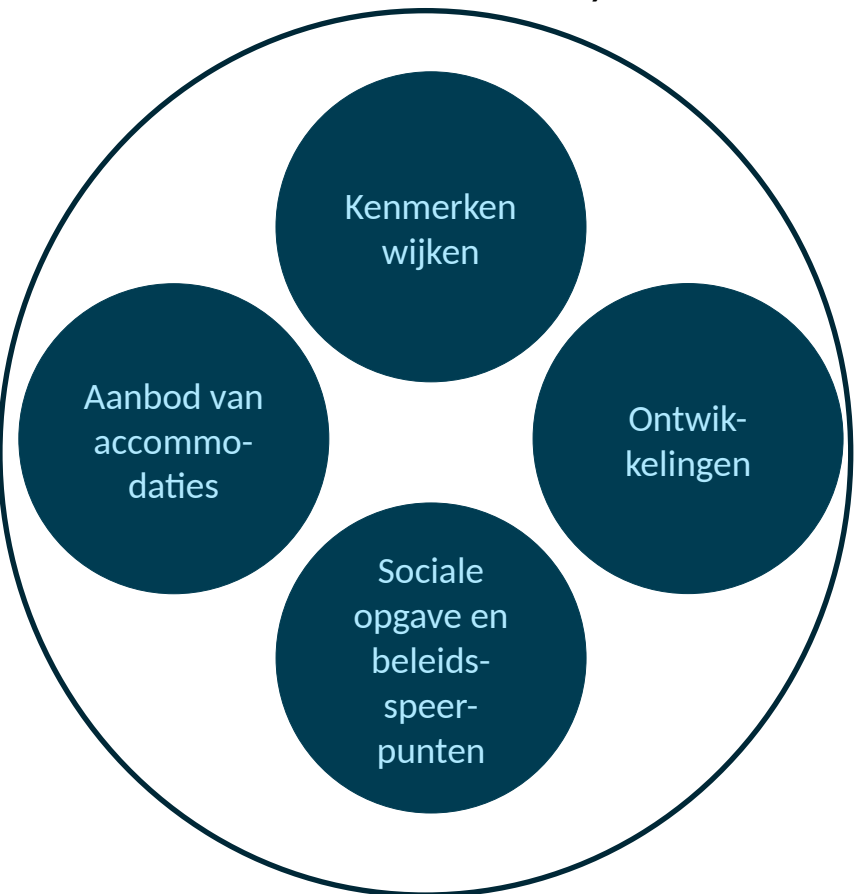 Kenmerken
wijken
Aanbod van
accommo-
daties
Ontwik-
kelingen
Sociale
opgave en
beleids-
speer-
punten